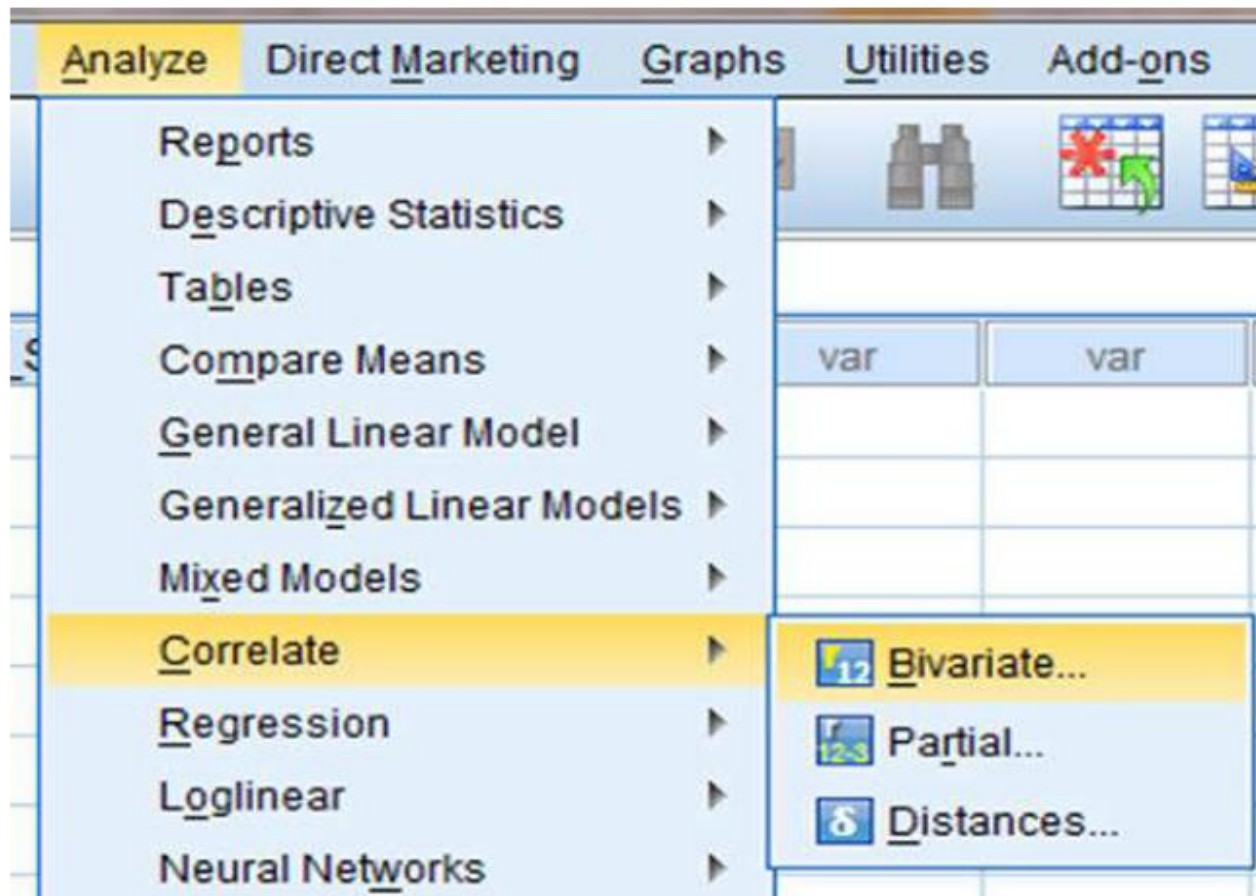 Analyze Direct Marketing Graphs Utilities Add-ons
Reports
Descriptive Statistics
Tables
Compare Means
var var
General Linear Model
Generalized Linear Models
Mixed Models
Correlate
Bivariate...
Regression
Partial...
Loglinear
Distances...
Neural Networks